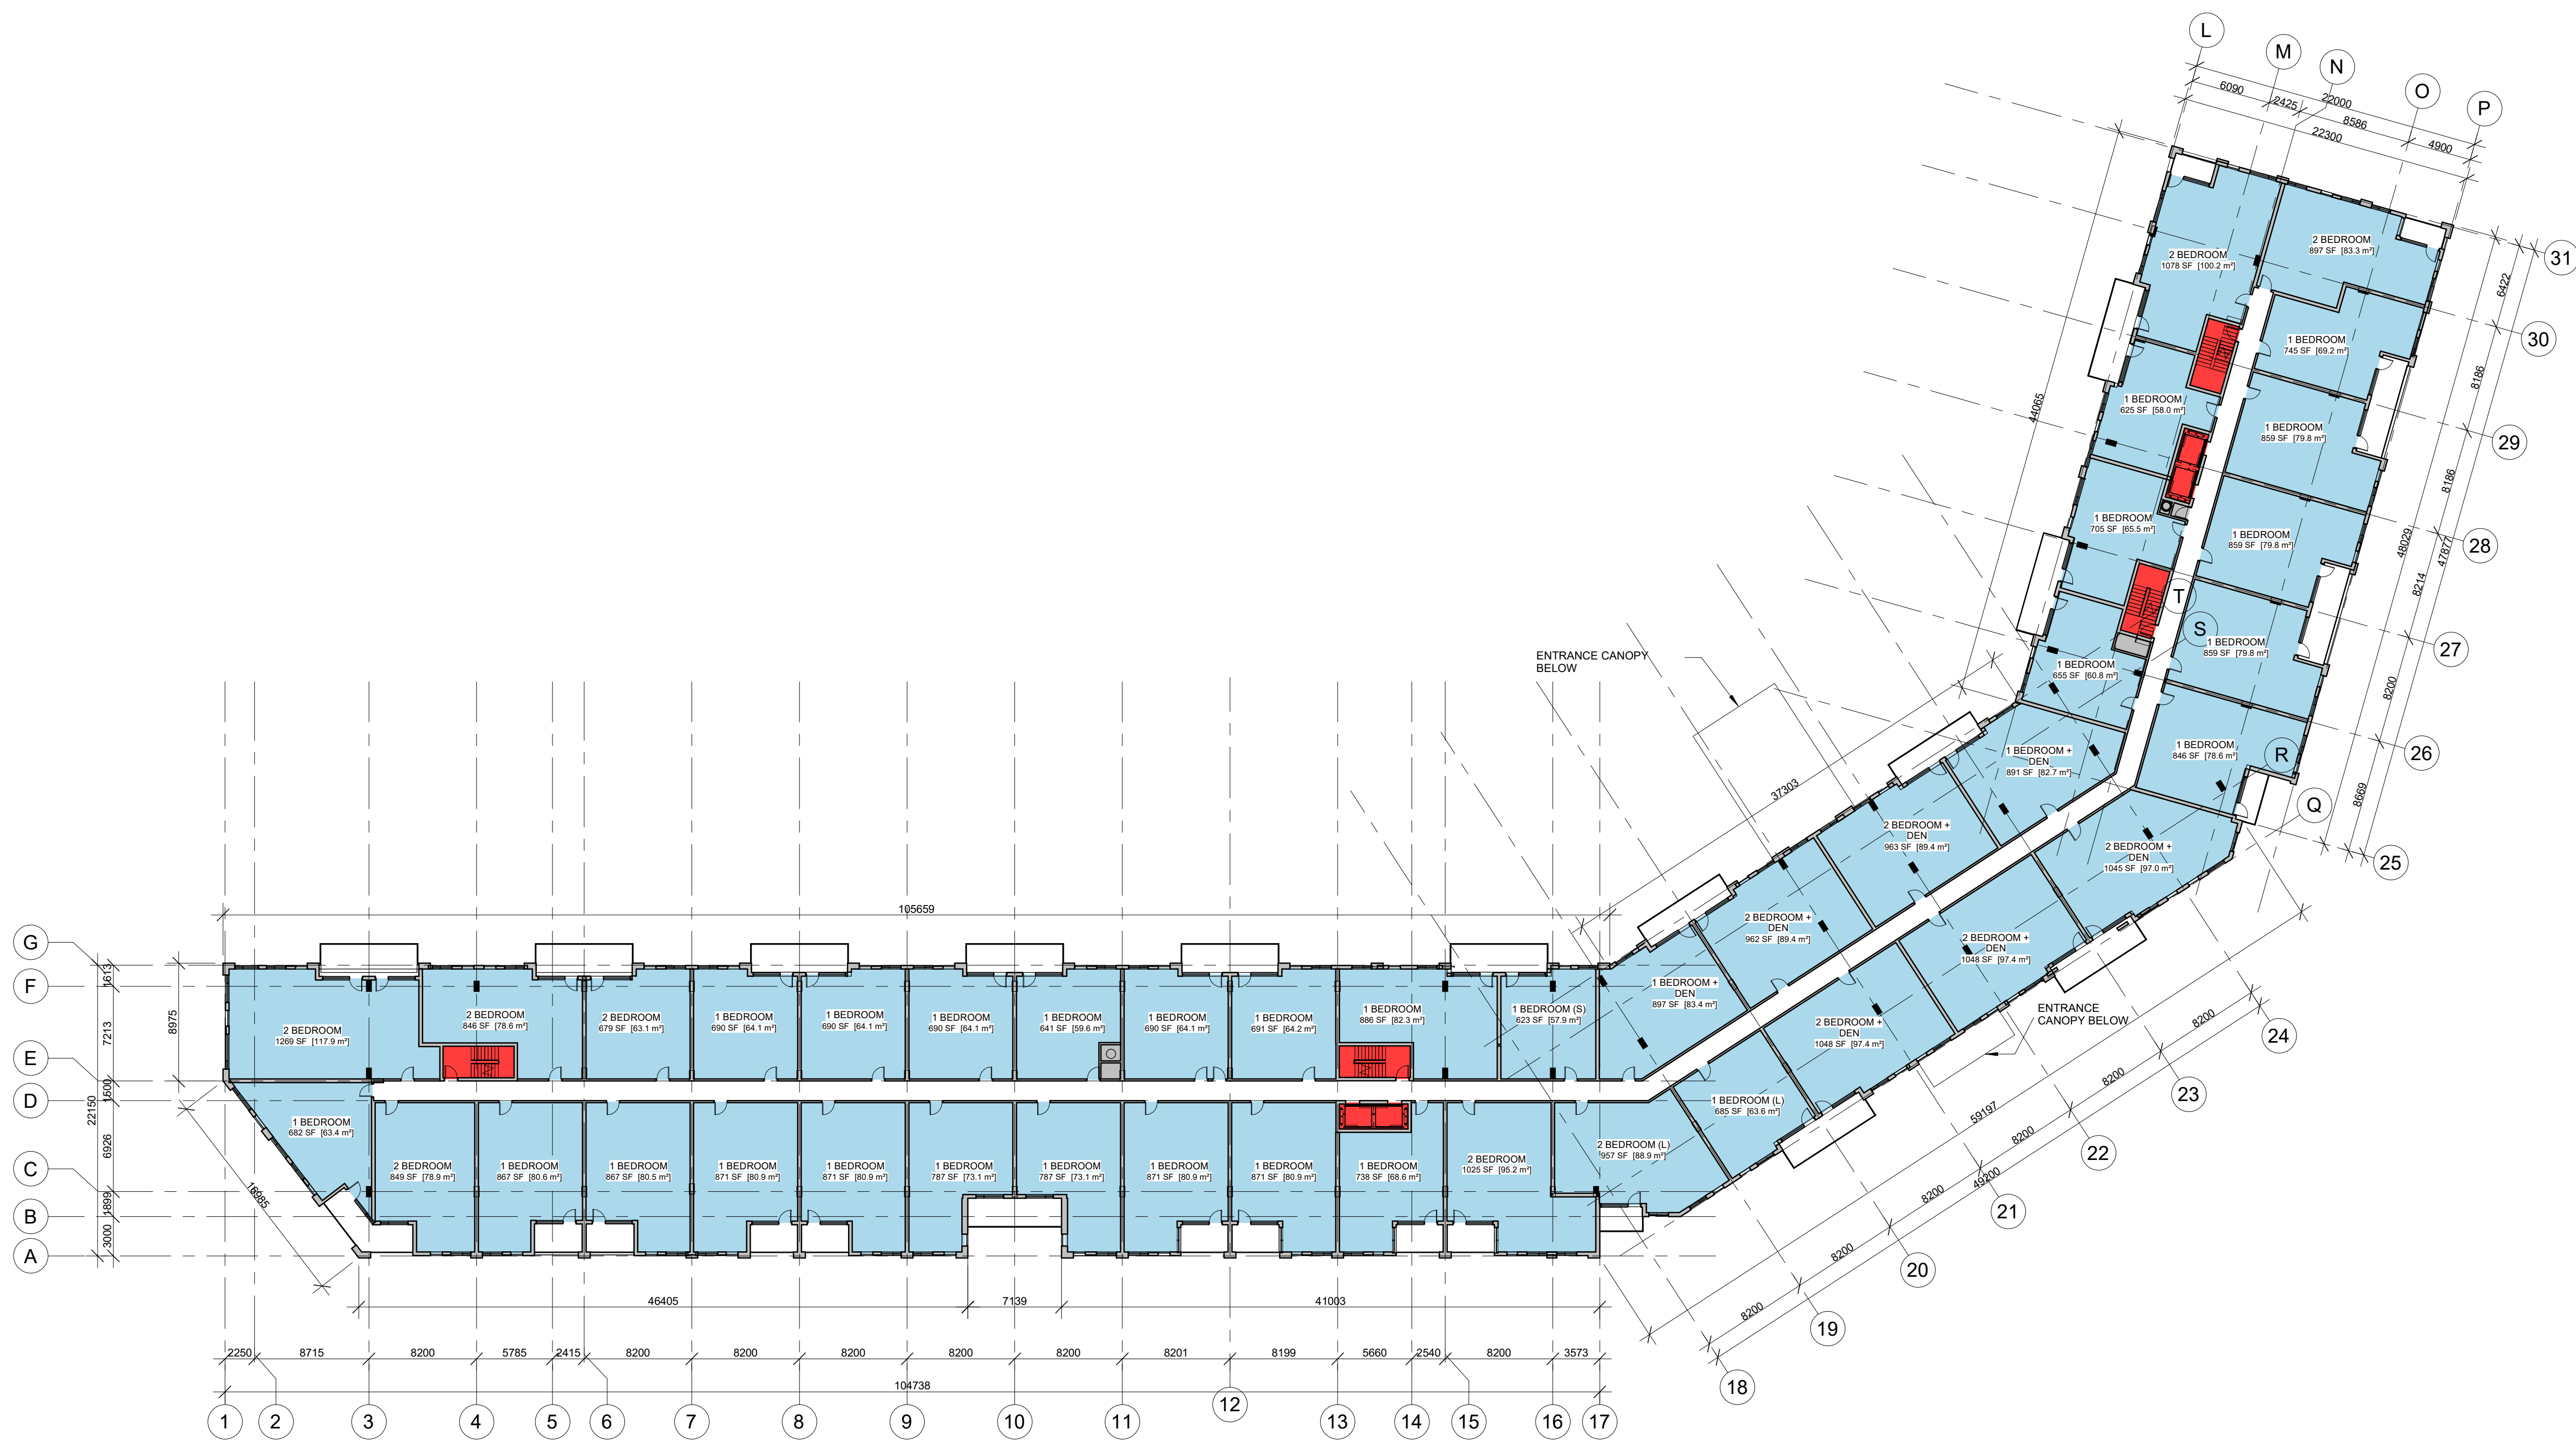 L
M
N
O
P
6090
2425
22000
8586
22300
4900
31
30
29
28
27
26
25
6422
8186
8186
8214
8200
8669
48029
47877
44065
2 BEDROOM
1078 SF [100.2 m²]
2 BEDROOM
897 SF [83.3 m²]
1 BEDROOM
745 SF [69.2 m²]
1 BEDROOM
625 SF [58.0 m²]
1 BEDROOM
859 SF [79.8 m²]
1 BEDROOM
705 SF [65.5 m²]
1 BEDROOM
859 SF [79.8 m²]
T
S
1 BEDROOM
859 SF [79.8 m²]
1 BEDROOM
655 SF [60.8 m²]
1 BEDROOM
846 SF [78.6 m²]
R
Q
ENTRANCE CANOPY
BELOW
37303
1 BEDROOM +
DEN
891 SF [82.7 m²]
2 BEDROOM +
DEN
963 SF [89.4 m²]
2 BEDROOM +
DEN
1045 SF [97.0 m²]
2 BEDROOM +
DEN
962 SF [89.4 m²]
2 BEDROOM +
DEN
1048 SF [97.4 m²]
1 BEDROOM +
DEN
897 SF [83.4 m²]
2 BEDROOM +
DEN
1048 SF [97.4 m²]
ENTRANCE
CANOPY BELOW
1 BEDROOM (L)
685 SF [63.6 m²]
2 BEDROOM (L)
957 SF [88.9 m²]
59197
49200
8200
8200
8200
8200
8200
8200
24
23
22
21
20
19
18
105659
G
F
E
D
C
B
A
1613
7213
1500
6926
1899
3000
22150
8975
16985
2 BEDROOM
1269 SF [117.9 m²]
2 BEDROOM
846 SF [78.6 m²]
2 BEDROOM
679 SF [63.1 m²]
1 BEDROOM
690 SF [64.1 m²]
1 BEDROOM
690 SF [64.1 m²]
1 BEDROOM
690 SF [64.1 m²]
1 BEDROOM
641 SF [59.6 m²]
1 BEDROOM
690 SF [64.1 m²]
1 BEDROOM
691 SF [64.2 m²]
1 BEDROOM
886 SF [82.3 m²]
1 BEDROOM (S)
623 SF [57.9 m²]
1 BEDROOM
682 SF [63.4 m²]
2 BEDROOM
849 SF [78.9 m²]
1 BEDROOM
867 SF [80.6 m²]
1 BEDROOM
867 SF [80.5 m²]
1 BEDROOM
871 SF [80.9 m²]
1 BEDROOM
871 SF [80.9 m²]
1 BEDROOM
787 SF [73.1 m²]
1 BEDROOM
787 SF [73.1 m²]
1 BEDROOM
871 SF [80.9 m²]
1 BEDROOM
871 SF [80.9 m²]
1 BEDROOM
738 SF [68.6 m²]
2 BEDROOM
1025 SF [95.2 m²]
46405
7139
41003
2250
8715
8200
5785
2415
8200
8200
8200
8200
8200
8201
8199
5660
2540
8200
3573
104738
1
2
3
4
5
6
7
8
9
10
11
12
13
14
15
16
17